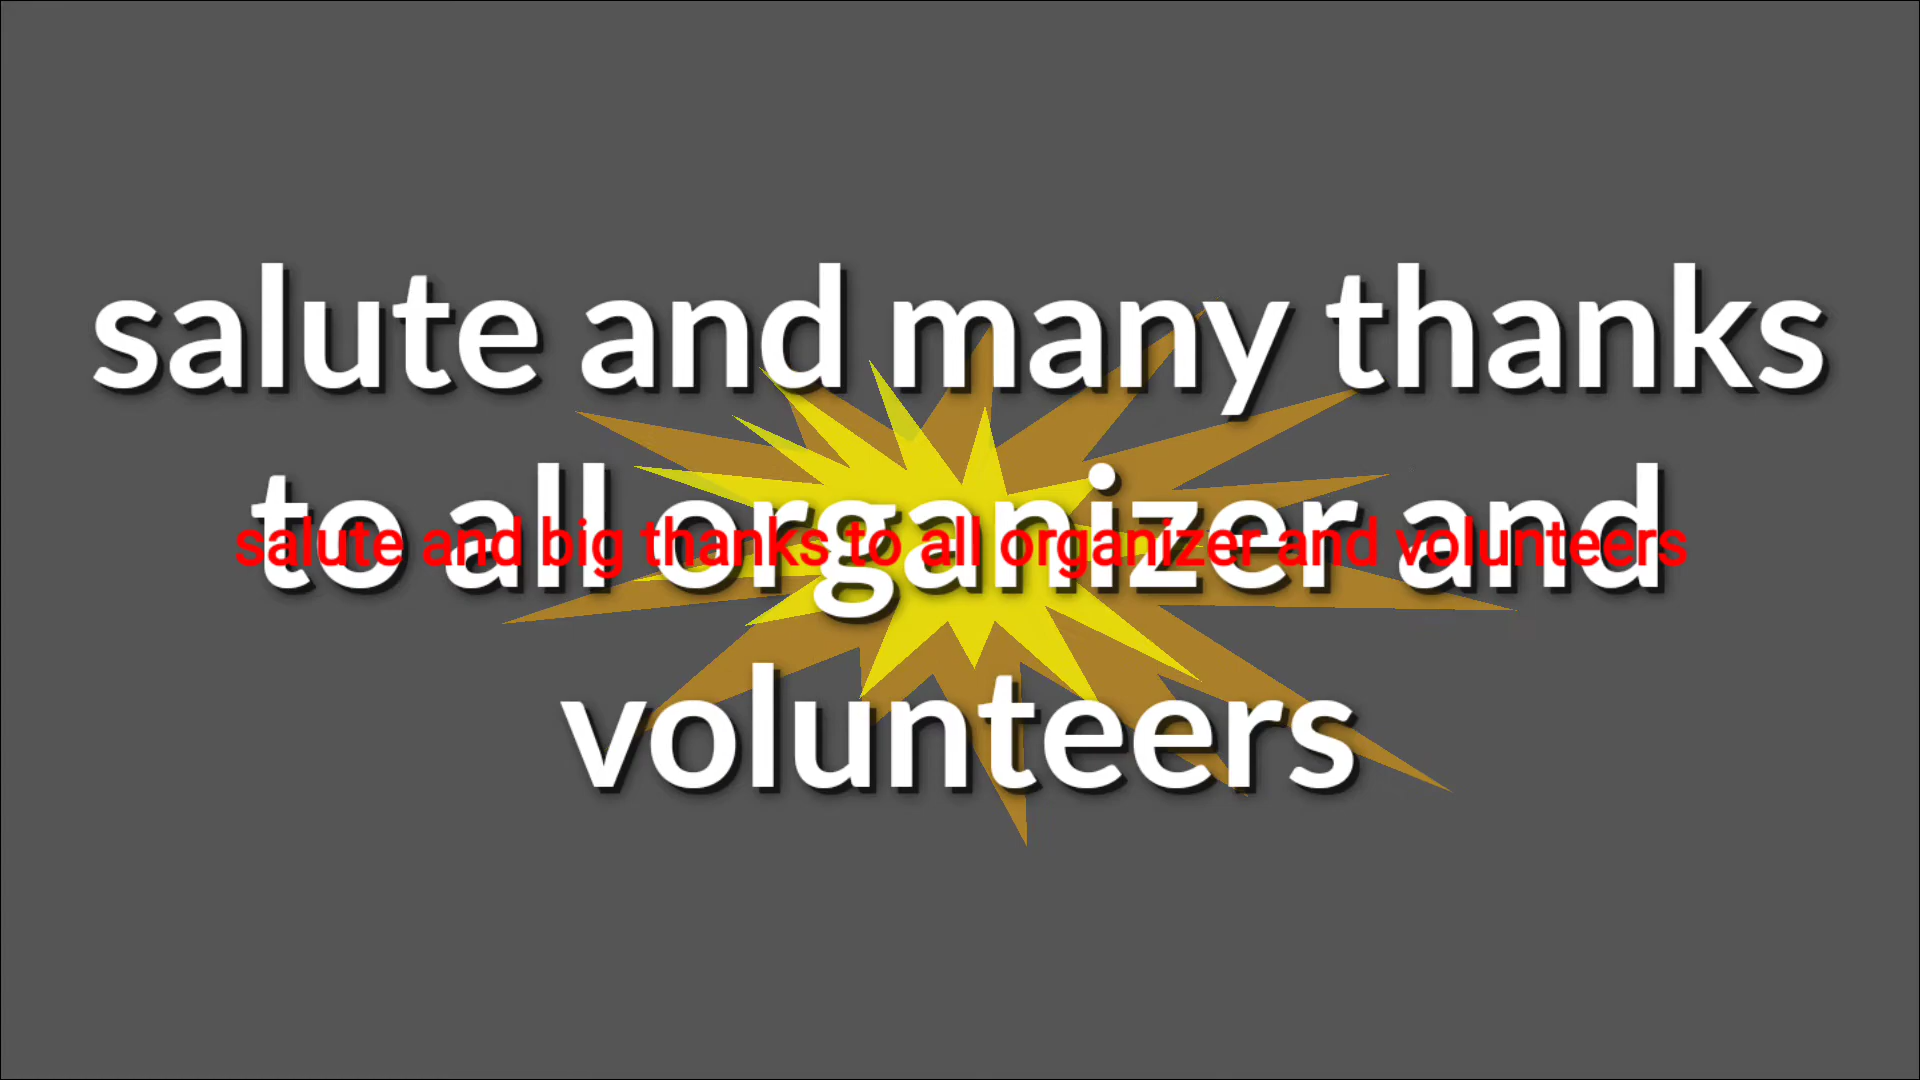 salute and many thanks
to all organizer and
salute and big thanks to all organizer and volunteers
volunteers